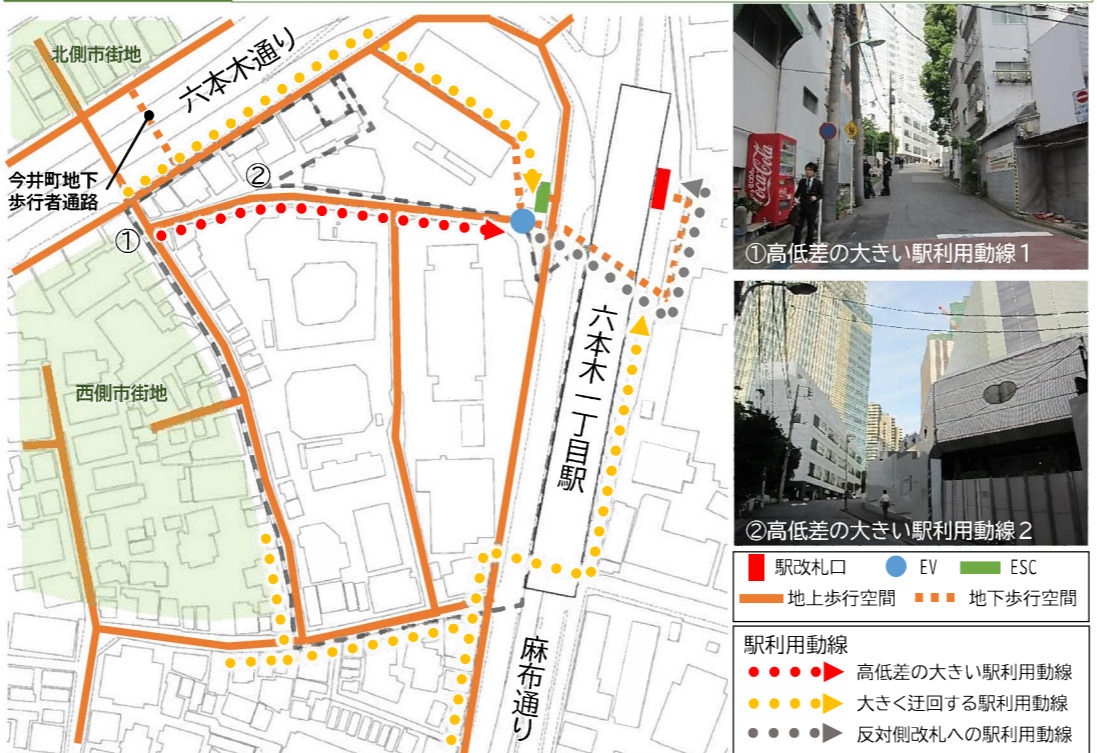 北側市街地
六本木通り
今井町地下
歩行者通路
②
①
西側市街地
六本木一丁目駅
麻布通り
Coca-Cola
①高低差の大きい駅利用動線1
②高低差の大きい駅利用動線2
駅改札口
EV
ESC
地上歩行空間
地下歩行空間
駅利用動線
高低差の大きい駅利用動線
大きく迂回する駅利用動線
反対側改札への駅利用動線